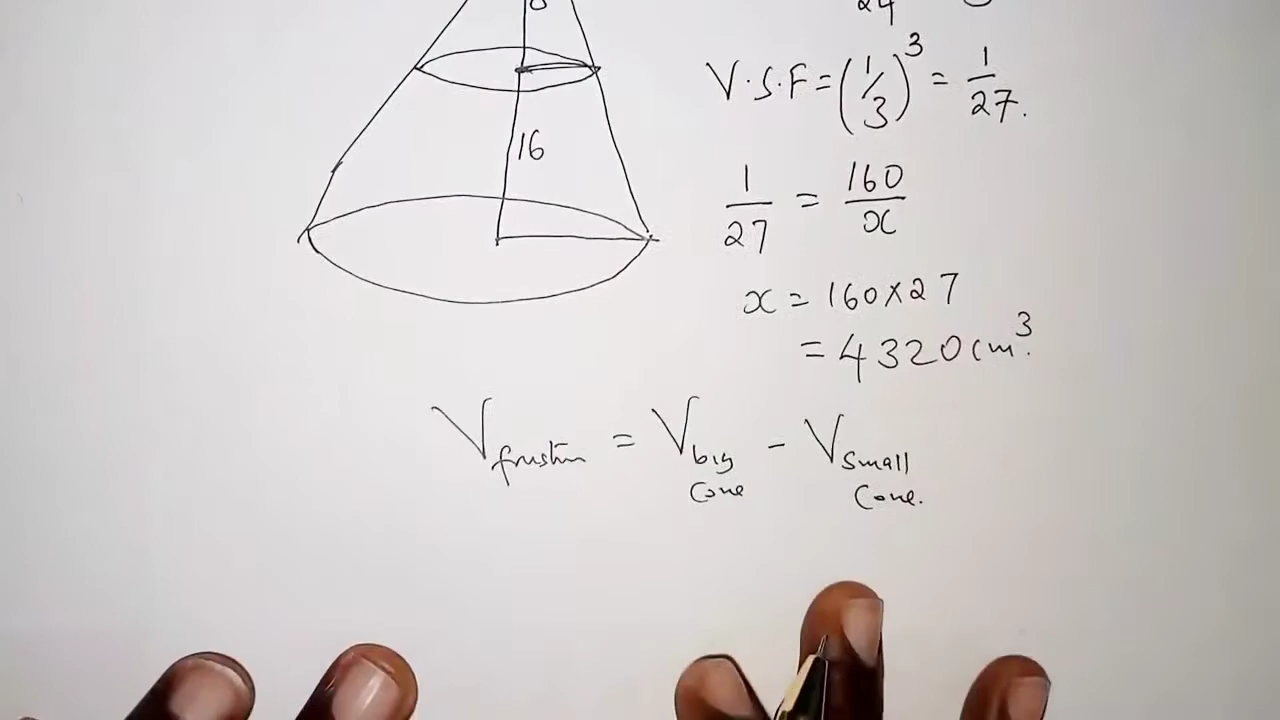 24
V.S.F = (1/3)^3 = 1/27.
16
1/27 = 160/x
x = 160 x 27
= 4320 cm^3.
V frustum = V big cone - V small cone.